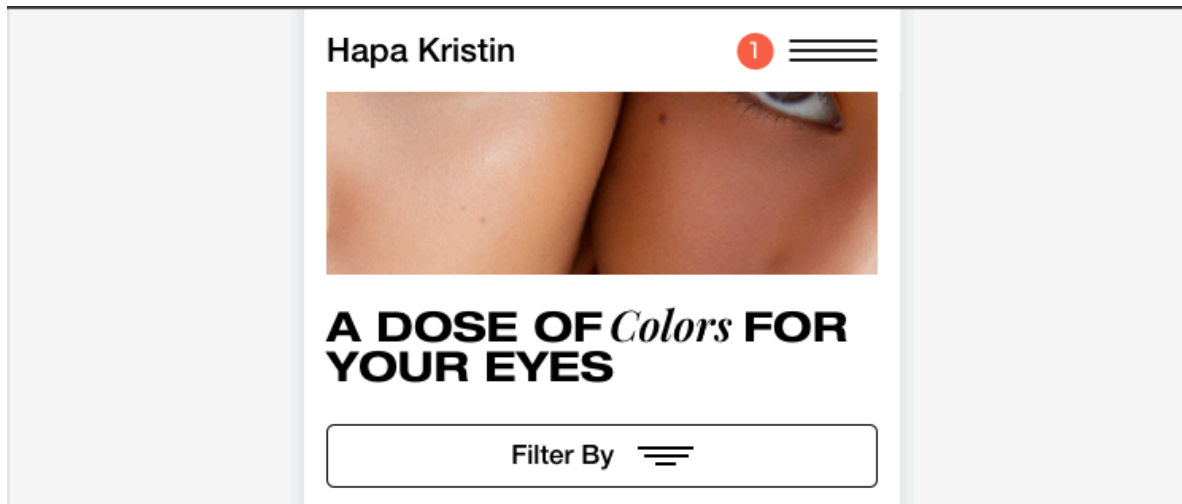 Hapa Kristin
1
A DOSE OF Colors FOR
YOUR EYES
Filter By